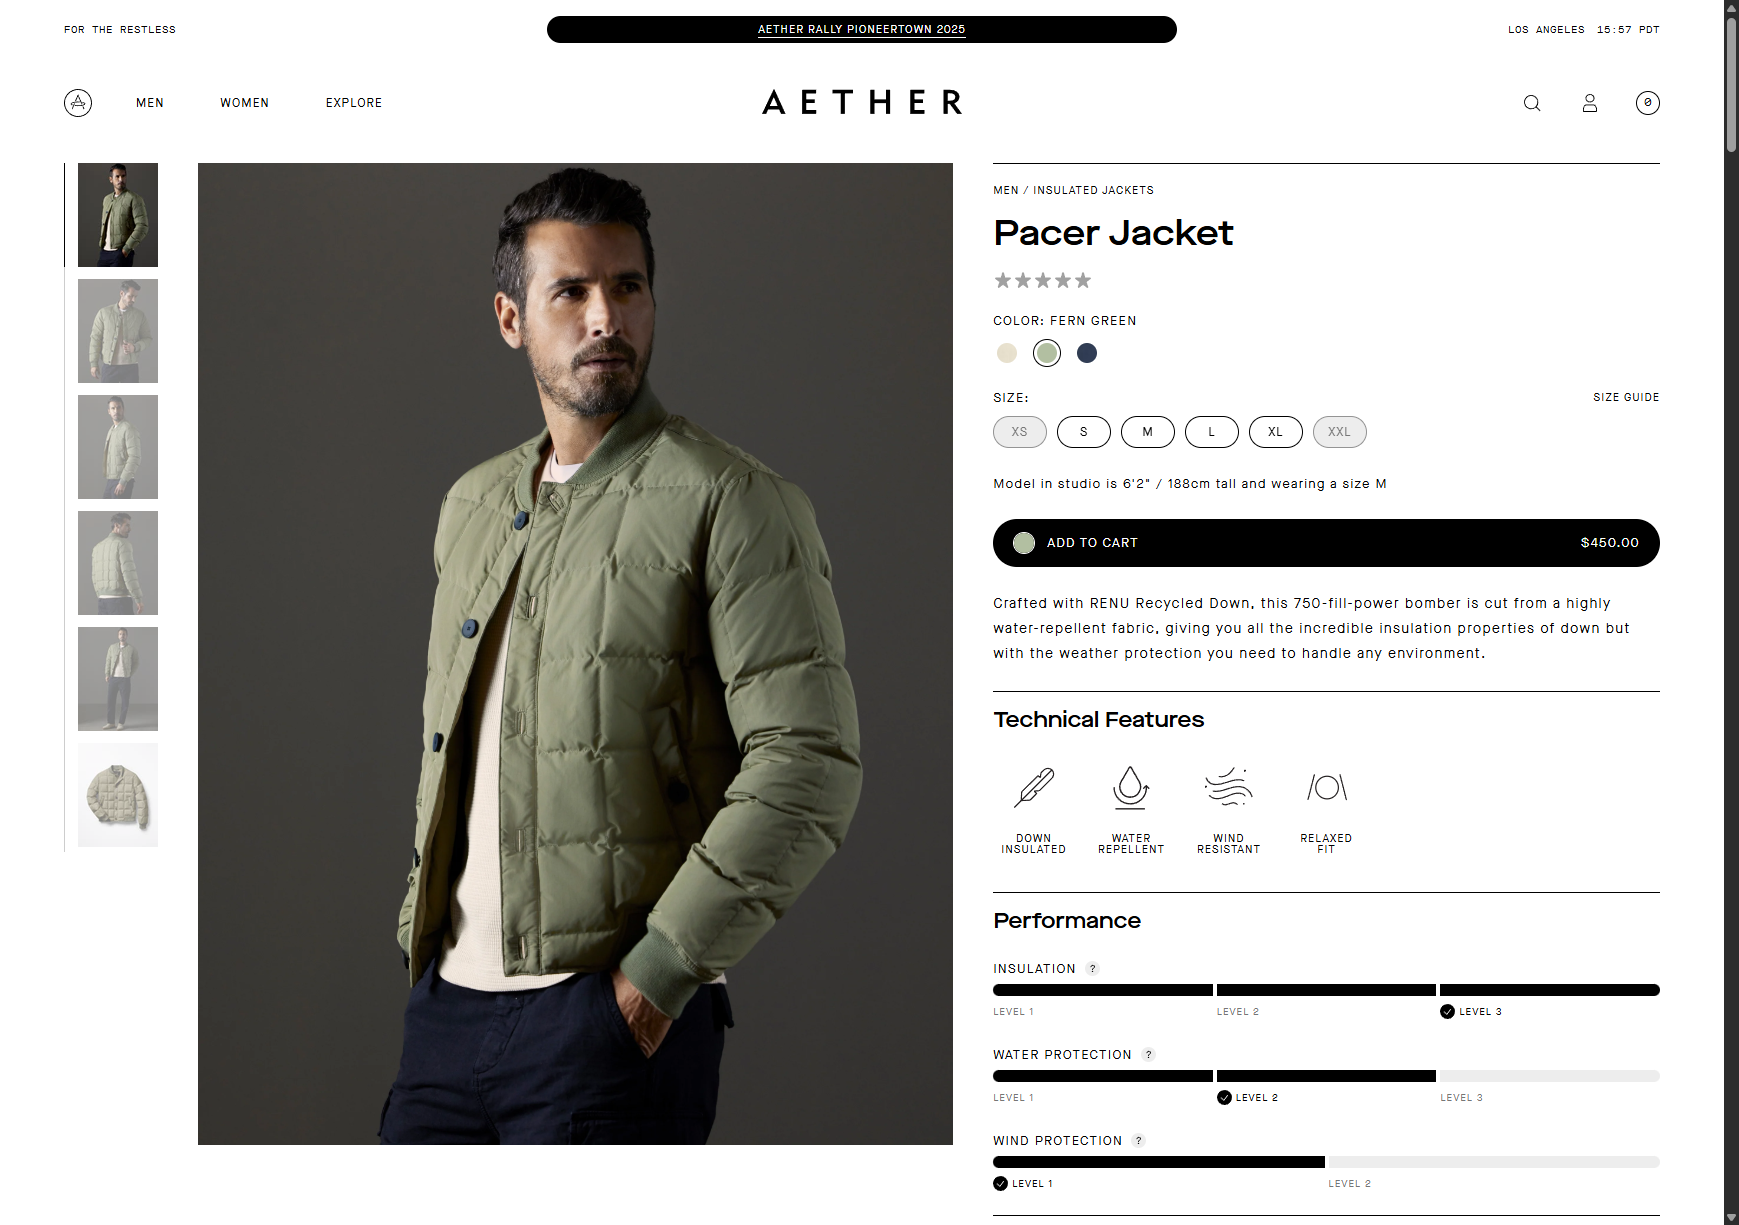 FOR THE RESTLESS
AETHER RALLY PIONEERTOWN 2025
LOS ANGELES 15:57 PDT
MEN
WOMEN
EXPLORE
AETHER
0
MEN / INSULATED JACKETS
Pacer Jacket
COLOR: FERN GREEN
SIZE:
SIZE GUIDE
XS
S
M
L
XL
XXL
Model in studio is 6'2" / 188cm tall and wearing a size M
ADD TO CART
$450.00
Crafted with RENU Recycled Down, this 750-fill-power bomber is cut from a highly
water-repellent fabric, giving you all the incredible insulation properties of down but
with the weather protection you need to handle any environment.
Technical Features
DOWN
INSULATED
WATER
REPELLENT
WIND
RESISTANT
RELAXED
FIT
Performance
INSULATION ?
LEVEL 1
LEVEL 2
LEVEL 3
WATER PROTECTION ?
LEVEL 1
LEVEL 2
LEVEL 3
WIND PROTECTION ?
LEVEL 1
LEVEL 2